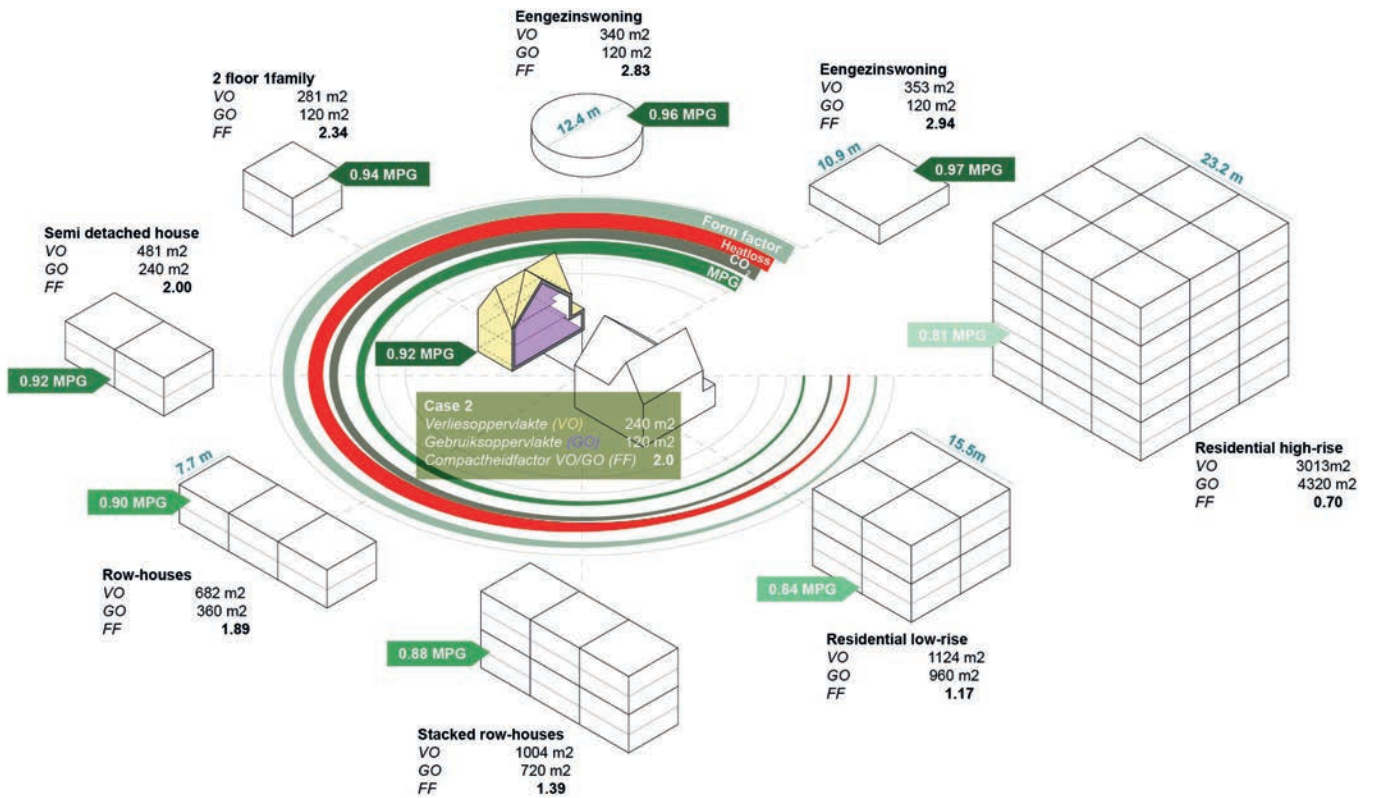 Eengezinswoning
VO 340 m2
GO 120 m2
FF 2.83
12.4 m
0.96 MPG
Eengezinswoning
VO 353 m2
GO 120 m2
FF 2.94
10.9 m
0.97 MPG
2 floor 1family
VO 281 m2
GO 120 m2
FF 2.34
0.94 MPG
23.2 m
0.81 MPG
Residential high-rise
VO 3013m2
GO 4320 m2
FF 0.70
Semi detached house
VO 481 m2
GO 240 m2
FF 2.00
0.92 MPG
Form factor
Heatloss
CO2
MPG
0.92 MPG
Case 2
Verliesoppervlakte (VO) 240 m2
Gebruiksoppervlakte (GO) 120 m2
Compactheidfactor VO/GO (FF) 2.0
7.7 m
0.90 MPG
Row-houses
VO 682 m2
GO 360 m2
FF 1.89
15.5m
0.84 MPG
Residential low-rise
VO 1124 m2
GO 960 m2
FF 1.17
0.88 MPG
Stacked row-houses
VO 1004 m2
GO 720 m2
FF 1.39